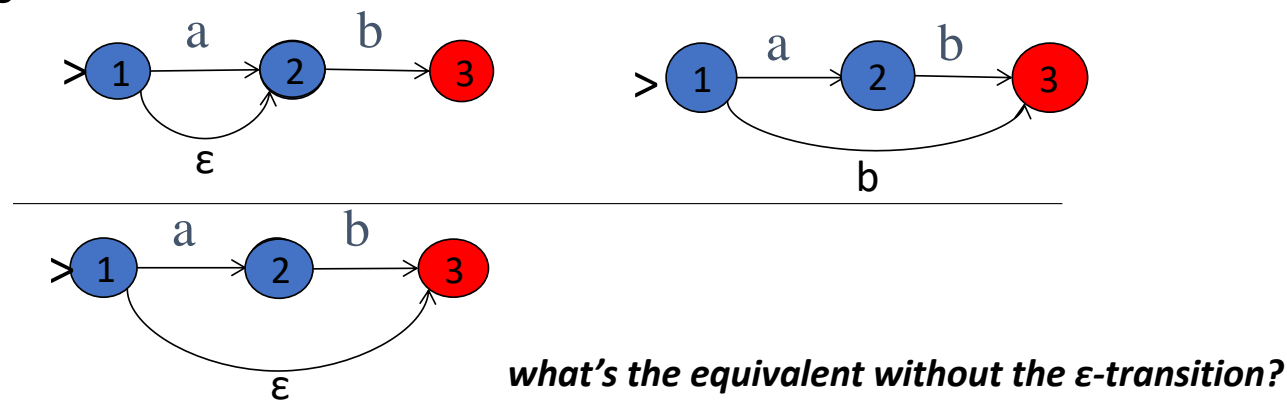 a b a b
> 1 2 3 > 1 2 3
ε b
a b
> 1 2 3
ε what's the equivalent without the ε-transition?